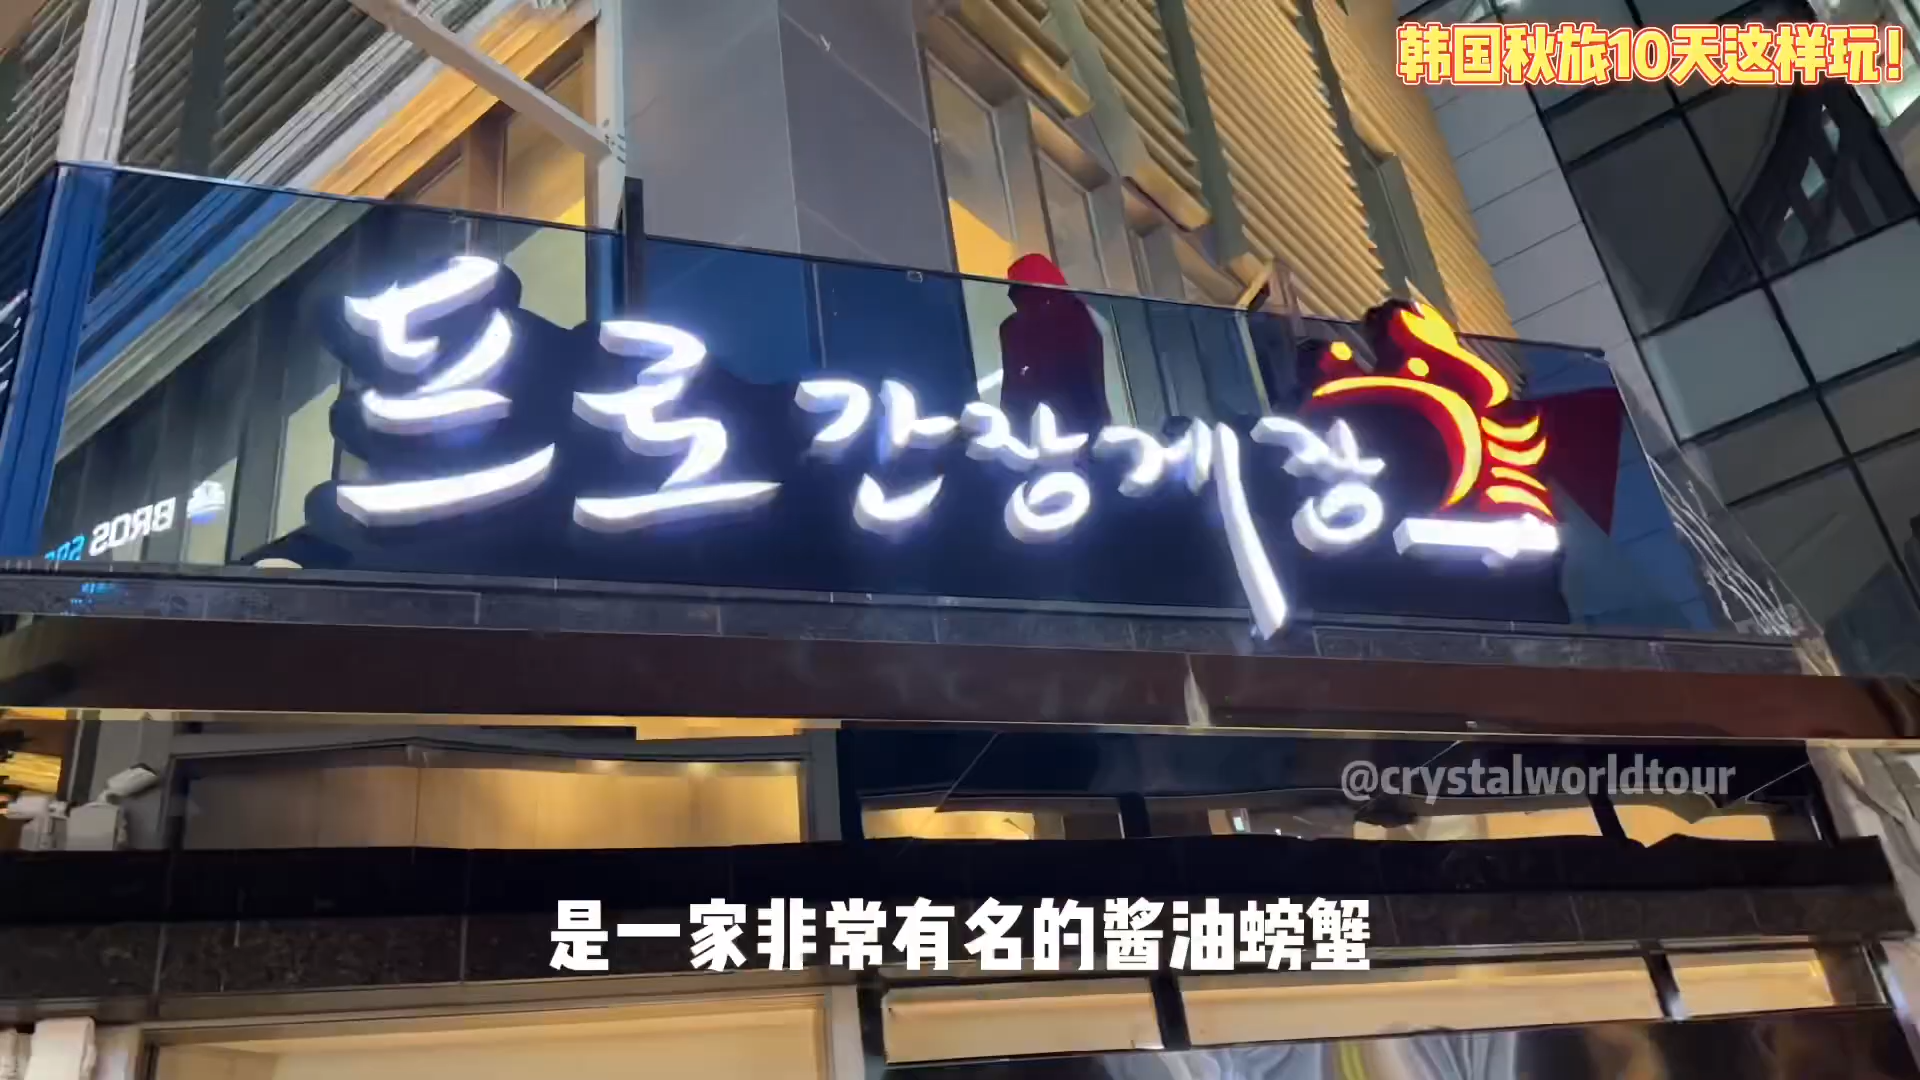 韩国秋旅10天这样玩！
프로간장게장
BROS
@crystalworldtour
是一家非常有名的酱油螃蟹